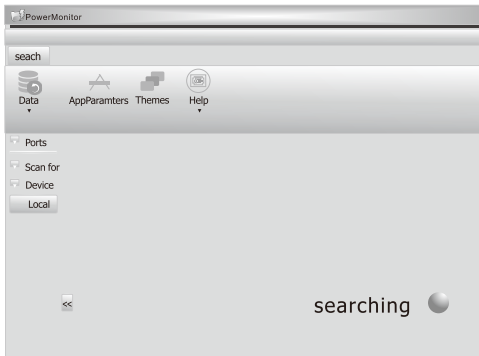 PowerMonitor
seach
Data AppParamters Themes Help
Ports
Scan for
Device
Local
<<
searching